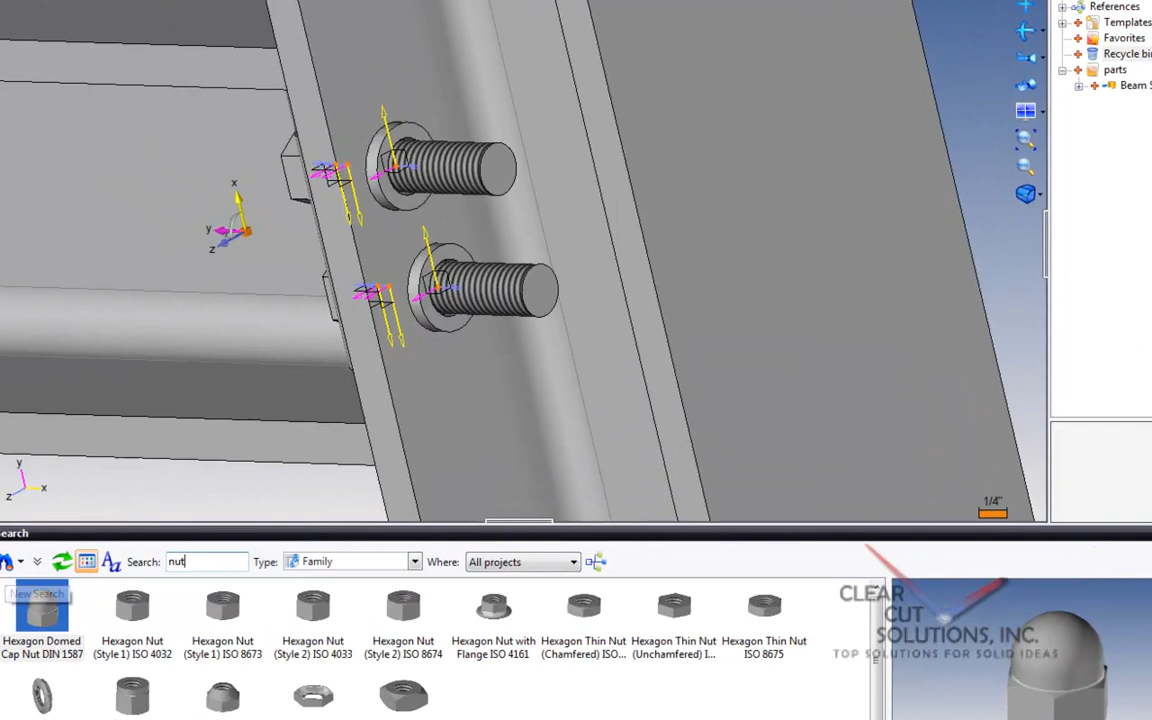 References
Templates
Favorites
Recycle bi
parts
Beam S
x
y
z
y
z
x
1/4"
Search
Search: nut
Type: Family
Where: All projects
New Search
Hexagon Domed
Cap Nut DIN 1587
Hexagon Nut
(Style 1) ISO 4032
Hexagon Nut
(Style 1) ISO 8673
Hexagon Nut
(Style 2) ISO 4033
Hexagon Nut
(Style 2) ISO 8674
Hexagon Nut with
Flange ISO 4161
Hexagon Thin Nut
(Chamfered) ISO...
Hexagon Thin Nut
(Unchamfered) I...
Hexagon Thin Nut
ISO 8675
CLEAR
CUT
SOLUTIONS, INC.
TOP SOLUTIONS FOR SOLID IDEAS